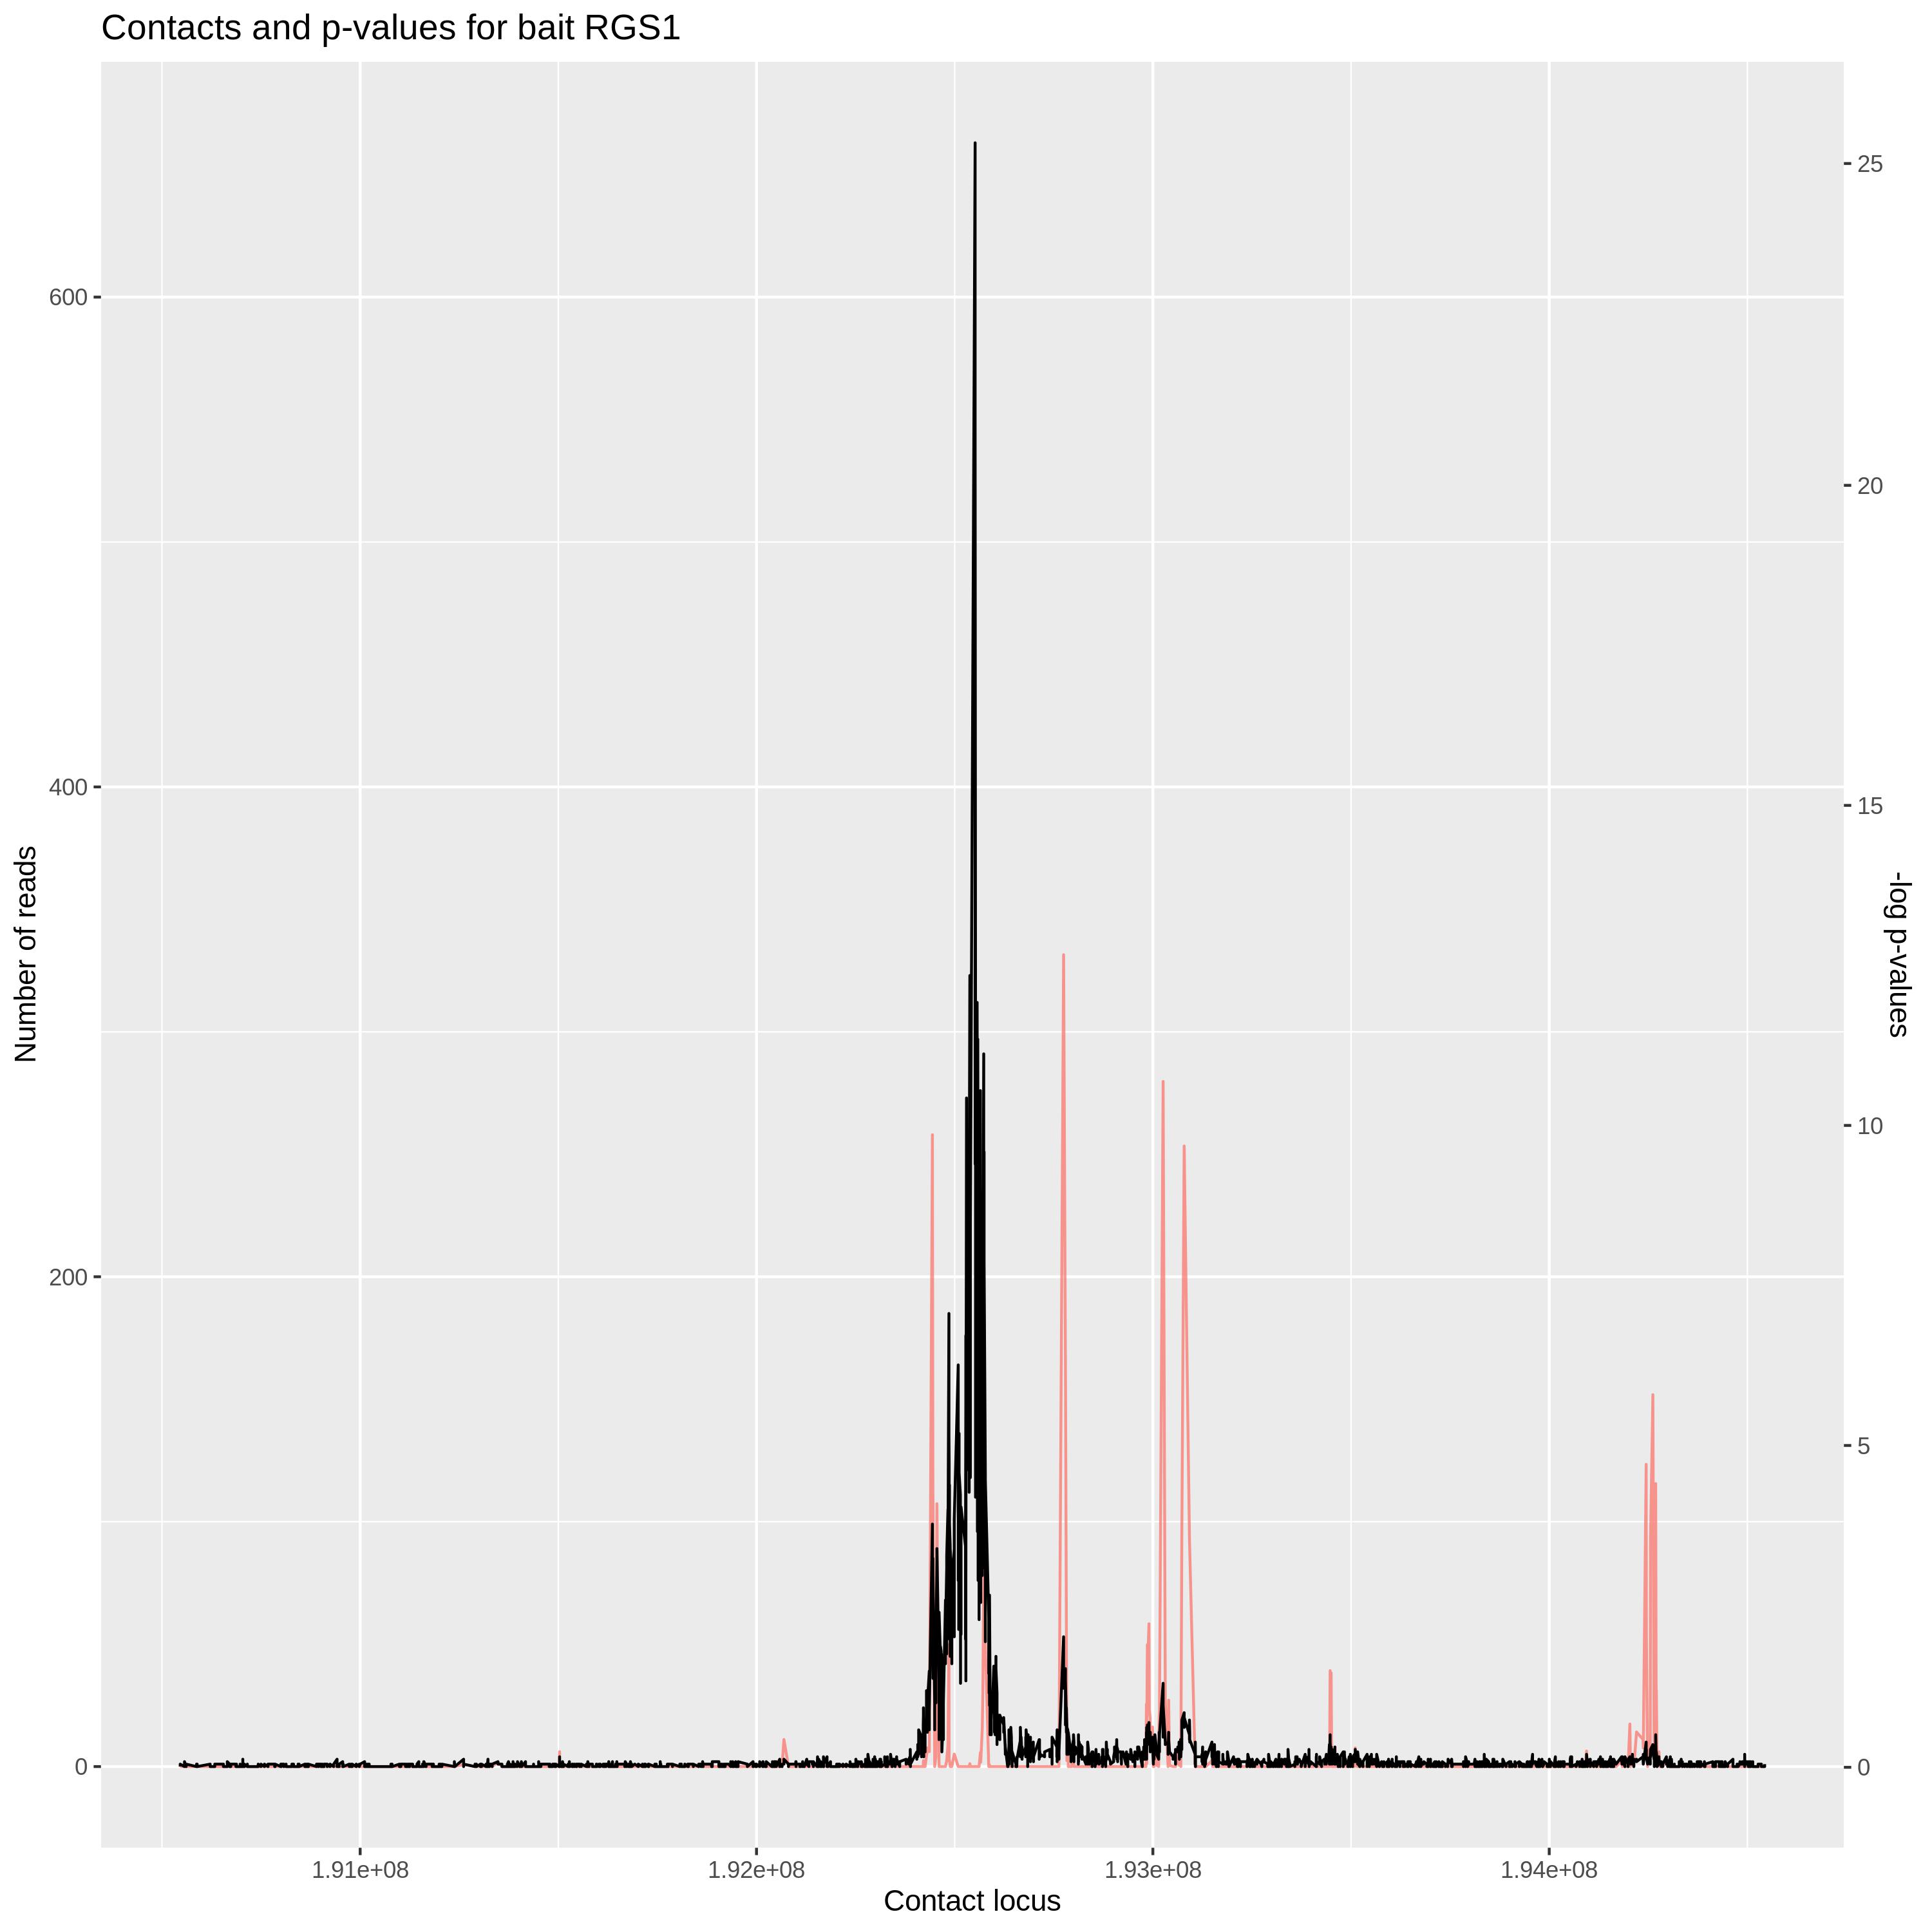 Contacts and p-values for bait RGS1
Number of reads
600
400
200
0
25
20
15
10
5
0
-log p-values
1.91e+08
1.92e+08
1.93e+08
1.94e+08
Contact locus